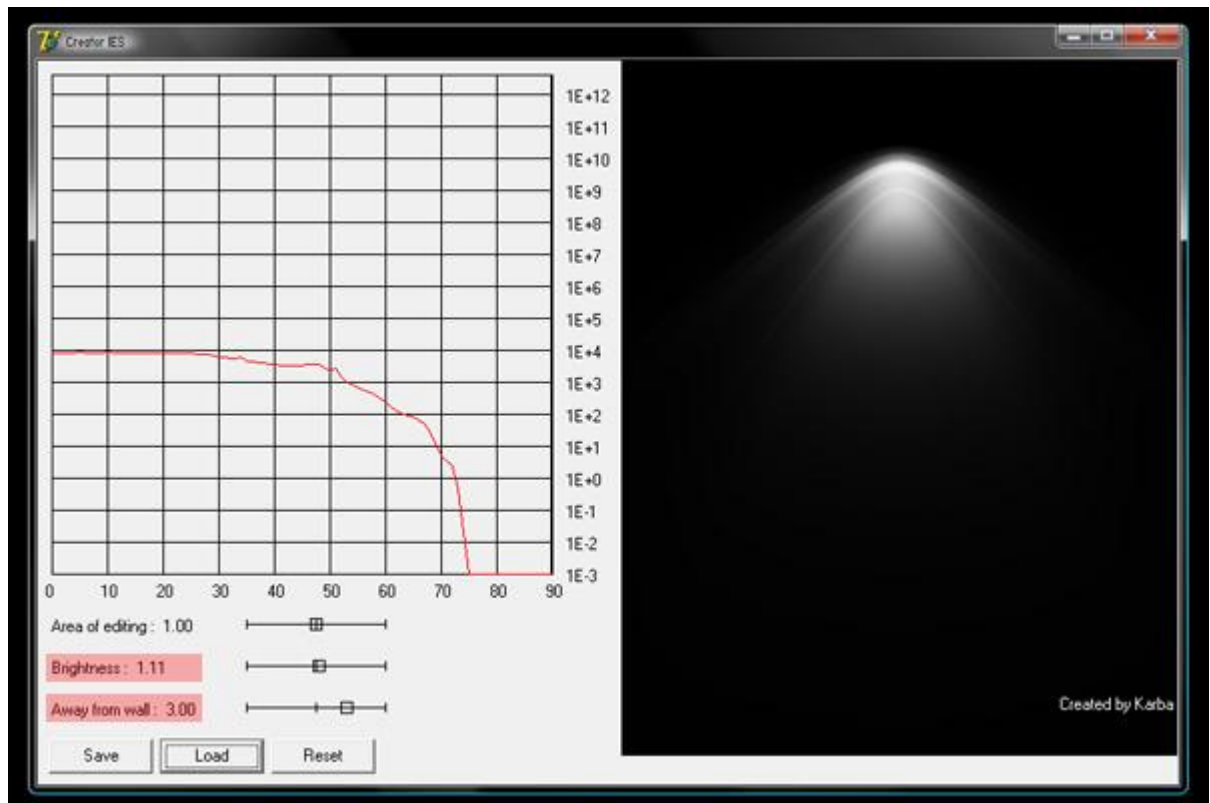 Creator IES
1E+12
1E+11
1E+10
1E+9
1E+8
1E+7
1E+6
1E+5
1E+4
1E+3
1E+2
1E+1
1E+0
1E-1
1E-2
1E-3
0 10 20 30 40 50 60 70 80 90
Area of editing : 1.00
Brightness : 1.11
Away from wall : 3.00
Save Load Reset
Created by Karba